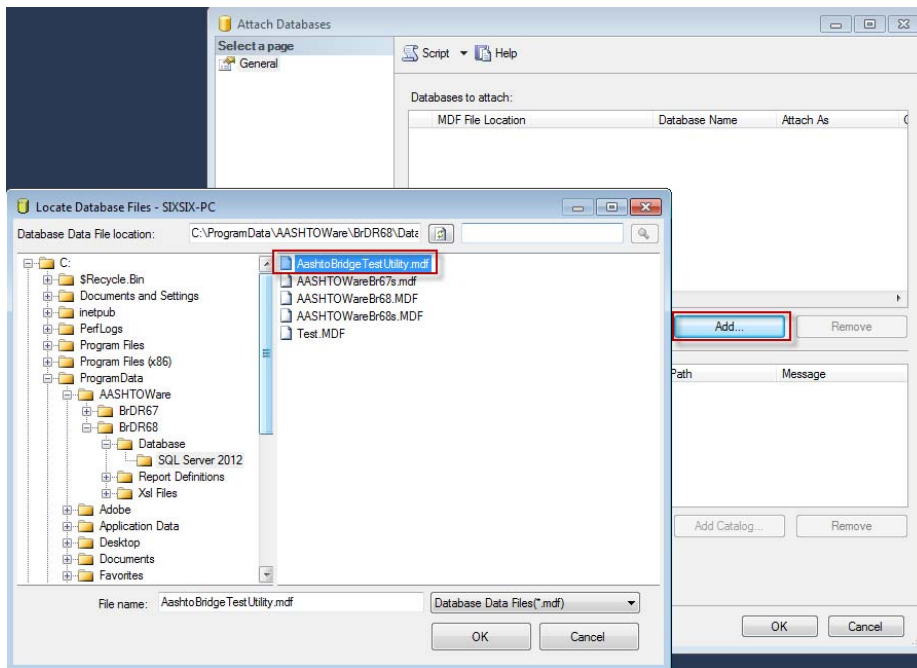 Attach Databases
Select a page
General
Script
Help
Databases to attach:
MDF File Location Database Name Attach As
Add... Remove
Path Message
Add Catalog... Remove
OK Cancel
Locate Database Files - SIXSIX-PC
Database Data File location: C:\ProgramData\AASHTOWare\BrDR68\Data
C:
$Recycle.Bin
Documents and Settings
inetpub
PerfLogs
Program Files
Program Files (x86)
ProgramData
AASHTOWare
BrDR67
BrDR68
Database
SQL Server 2012
Report Definitions
Xsl Files
Adobe
Application Data
Desktop
Documents
Favorites
AashtoBridgeTestUtility.mdf
AASHTOWareBr67s.mdf
AASHTOWareBr68.MDF
AASHTOWareBr68s.MDF
Test.MDF
File name: AashtoBridgeTestUtility.mdf Database Data Files(*.mdf)
OK Cancel